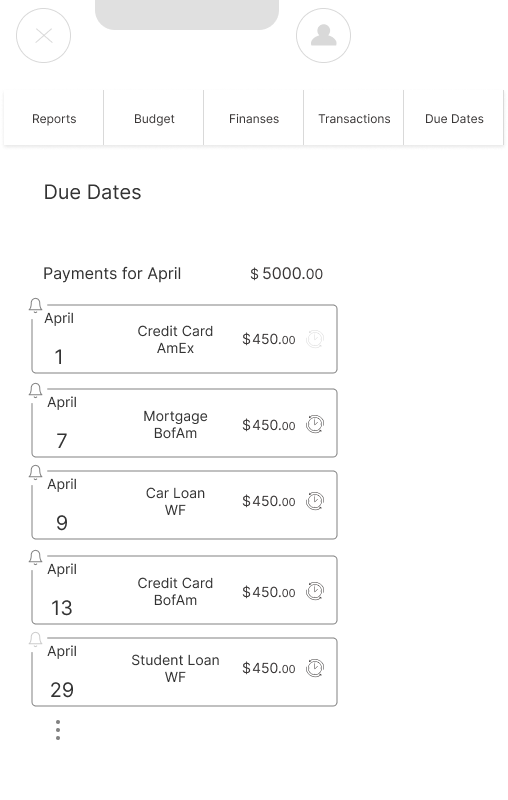 Reports Budget Finanses Transactions Due Dates
Due Dates
Payments for April $5000.00
April
1
Credit Card
AmEx
$450.00
April
7
Mortgage
BofAm
$450.00
April
9
Car Loan
WF
$450.00
April
13
Credit Card
BofAm
$450.00
April
29
Student Loan
WF
$450.00